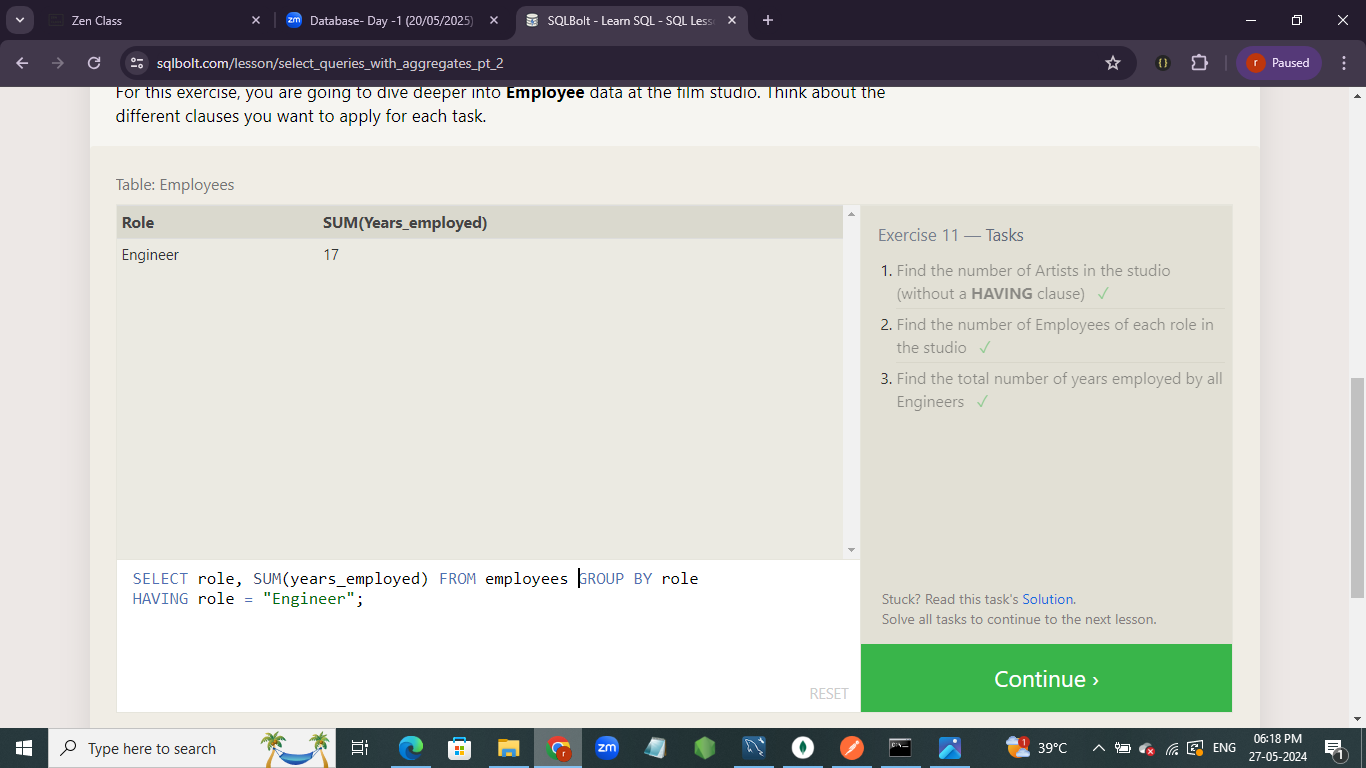 Zen Class
Database- Day -1 (20/05/2025)
SQLBolt - Learn SQL - SQL Less
sqlbolt.com/lesson/select_queries_with_aggregates_pt_2
r Paused
For this exercise, you are going to dive deeper into Employee data at the film studio. Think about the
different clauses you want to apply for each task.
Table: Employees
Role SUM(Years_employed)
Engineer 17
Exercise 11 — Tasks
1. Find the number of Artists in the studio
(without a HAVING clause) ✓
2. Find the number of Employees of each role in
the studio ✓
3. Find the total number of years employed by all
Engineers ✓
SELECT role, SUM(years_employed) FROM employees GROUP BY role
HAVING role = "Engineer";
RESET
Stuck? Read this task's Solution.
Solve all tasks to continue to the next lesson.
Continue ›
Type here to search
39°C
ENG
06:18 PM
27-05-2024